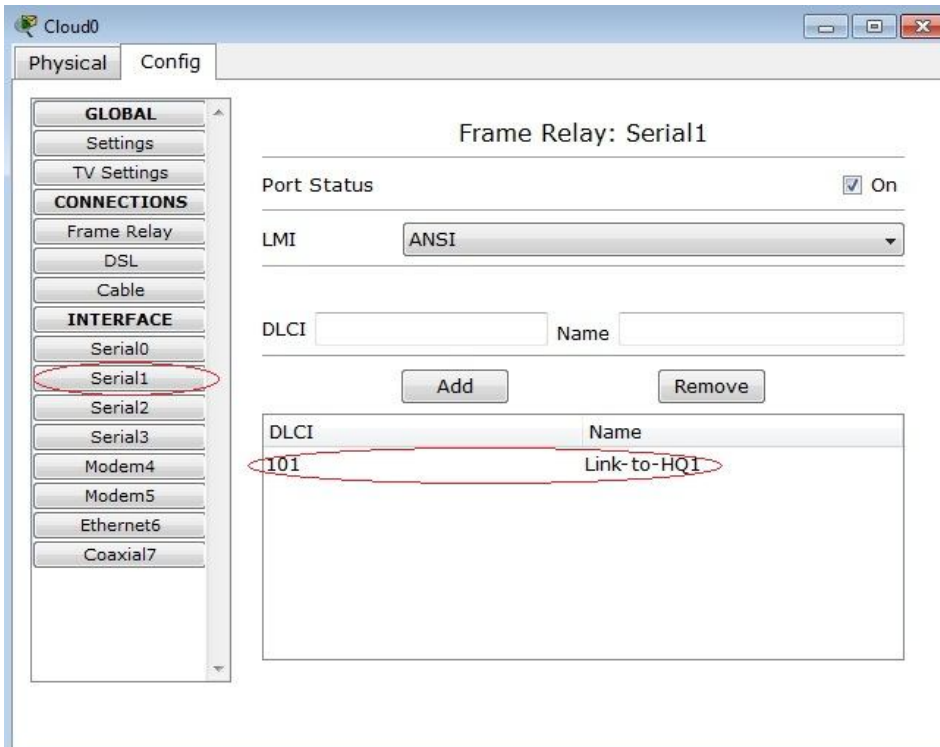 Cloud0
Physical Config
GLOBAL
Settings
TV Settings
CONNECTIONS
Frame Relay
DSL
Cable
INTERFACE
Serial0
Serial1
Serial2
Serial3
Modem4
Modem5
Ethernet6
Coaxial7
Frame Relay: Serial1
Port Status On
LMI ANSI
DLCI Name
Add Remove
DLCI Name
101 Link-to-HQ1